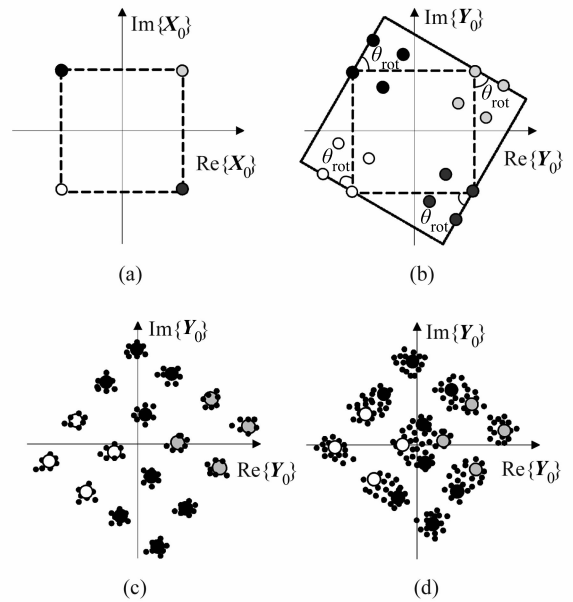 Im{X₀}
Re{X₀}
(a)
Im{Y₀}
θrot
θrot
θrot
θrot
Re{Y₀}
(b)
Im{Y₀}
Re{Y₀}
(c)
Im{Y₀}
Re{Y₀}
(d)